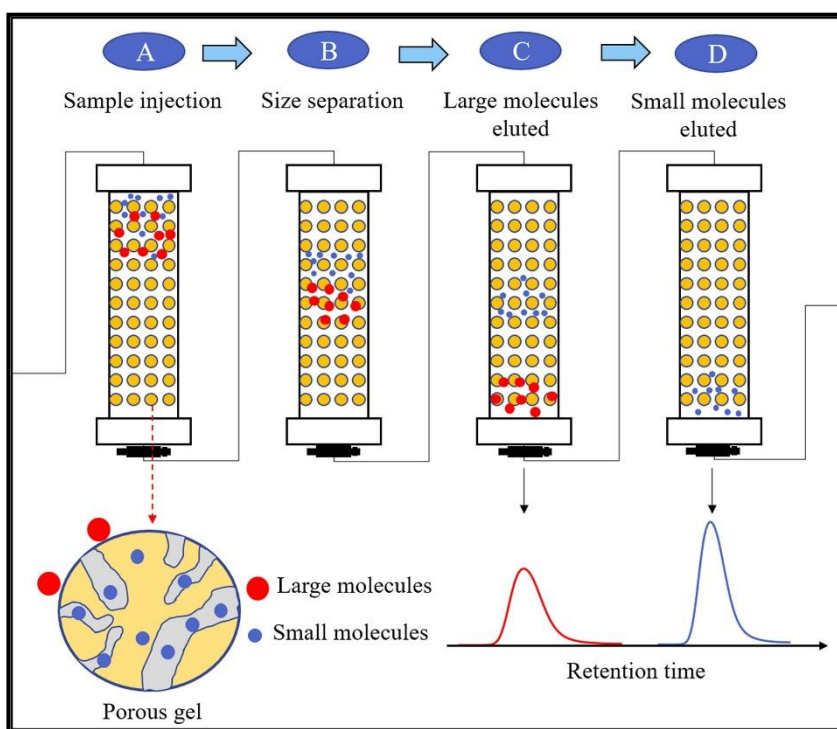 A
B
C
D
Sample injection
Size separation
Large molecules
eluted
Small molecules
eluted
Large molecules
Small molecules
Porous gel
Retention time